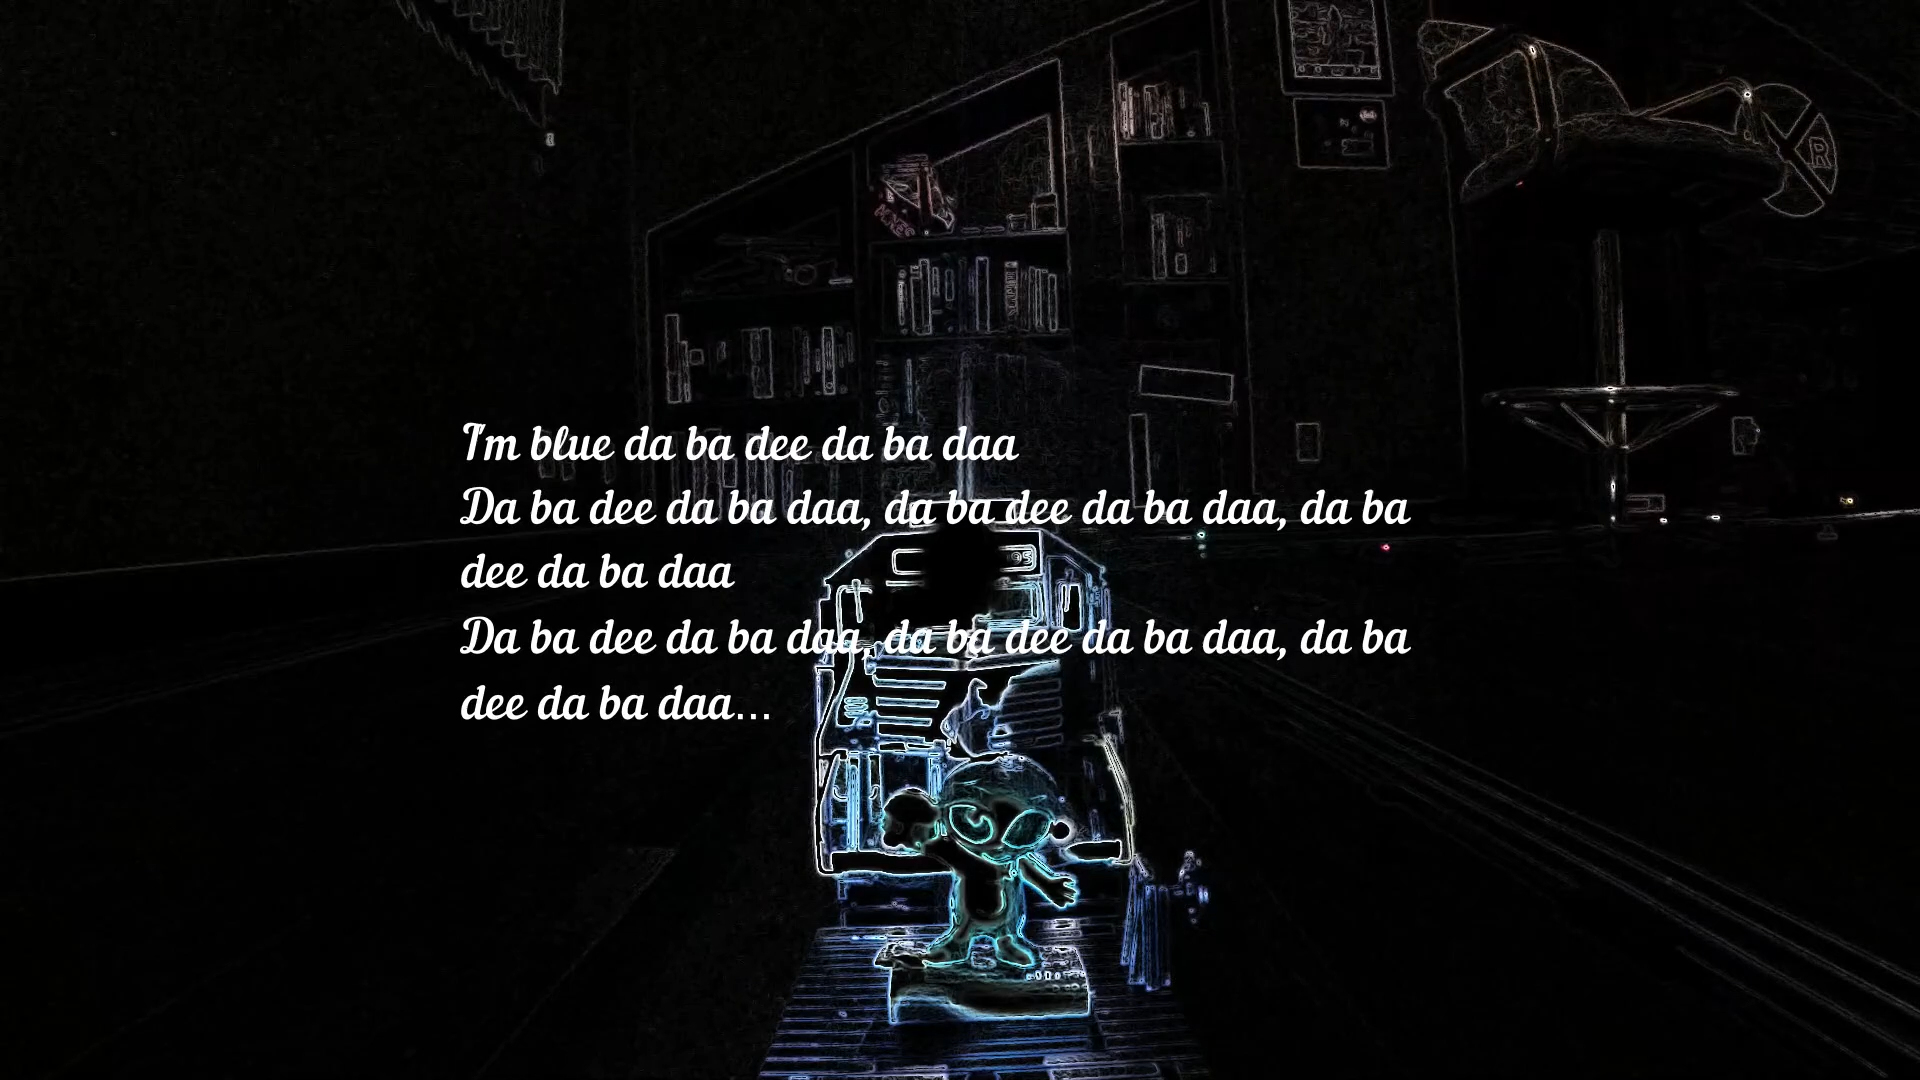 I'm blue da ba dee da ba daa
Da ba dee da ba daa, da ba dee da ba daa, da ba
dee da ba daa
Da ba dee da ba daa, da ba dee da ba daa, da ba
dee da ba daa...
R
95